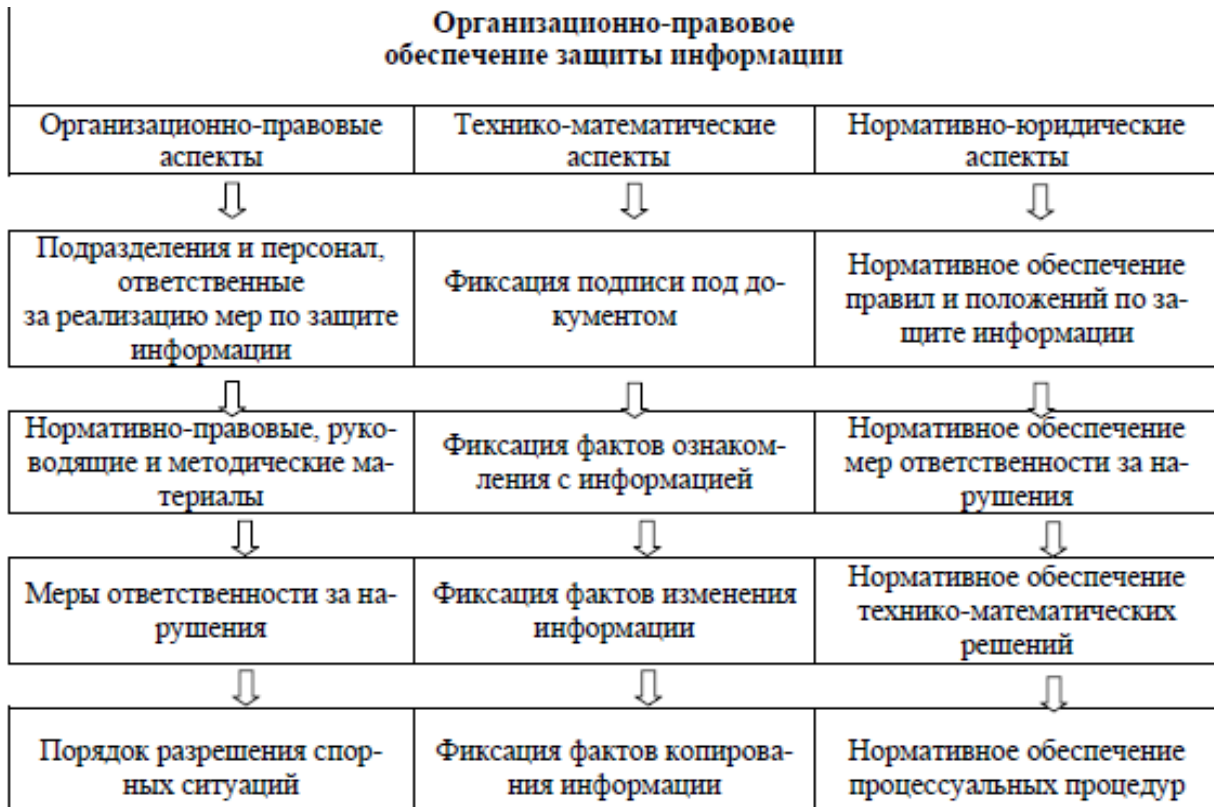 Организационно-правовое
обеспечение защиты информации
Организационно-правовые
аспекты
Технико-математические
аспекты
Нормативно-юридические
аспекты
Подразделения и персонал,
ответственные
за реализацию мер по защите
информации
Фиксация подписи под до-
кументом
Нормативное обеспечение
правил и положений по за-
щите информации
Нормативно-правовые, руко-
водящие и методические ма-
териалы
Фиксация фактов ознаком-
ления с информацией
Нормативное обеспечение
мер ответственности за на-
рушения
Меры ответственности за на-
рушения
Фиксация фактов изменения
информации
Нормативное обеспечение
технико-математических
решений
Порядок разрешения спор-
ных ситуаций
Фиксация фактов копирова-
ния информации
Нормативное обеспечение
процессуальных процедур